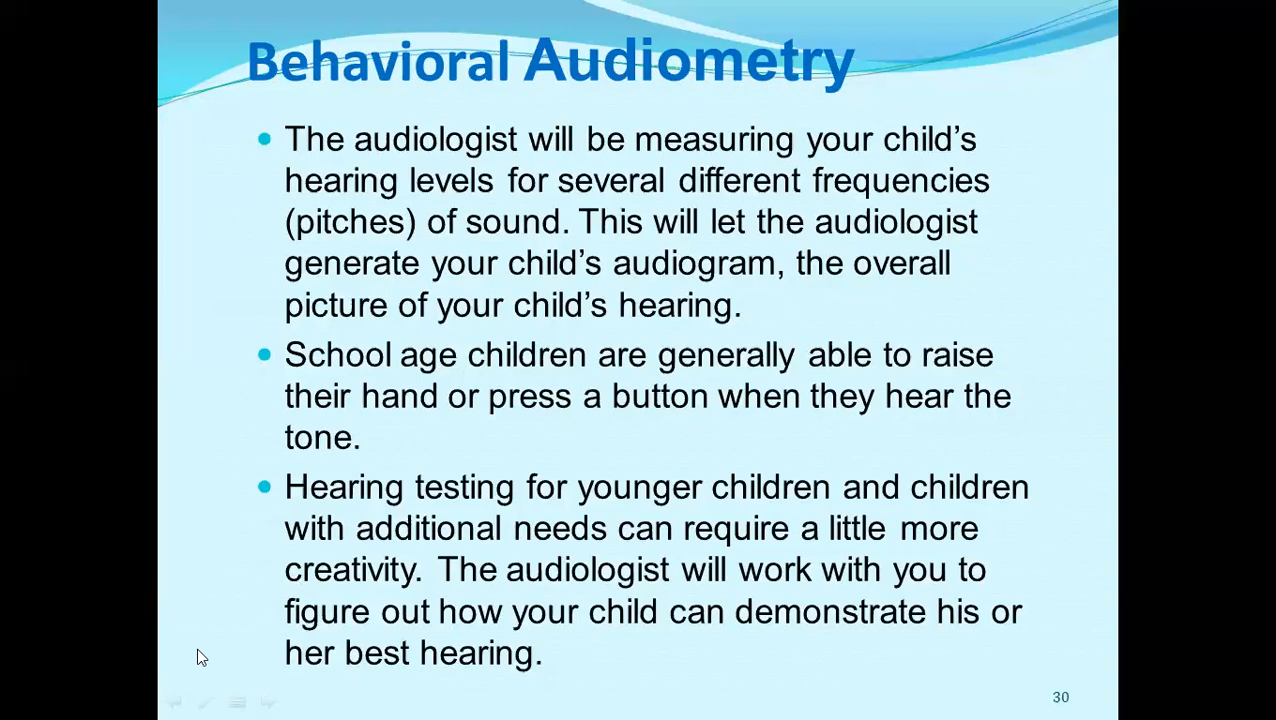 Behavioral Audiometry
• The audiologist will be measuring your child’s
hearing levels for several different frequencies
(pitches) of sound. This will let the audiologist
generate your child’s audiogram, the overall
picture of your child’s hearing.
• School age children are generally able to raise
their hand or press a button when they hear the
tone.
• Hearing testing for younger children and children
with additional needs can require a little more
creativity. The audiologist will work with you to
figure out how your child can demonstrate his or
her best hearing.
30